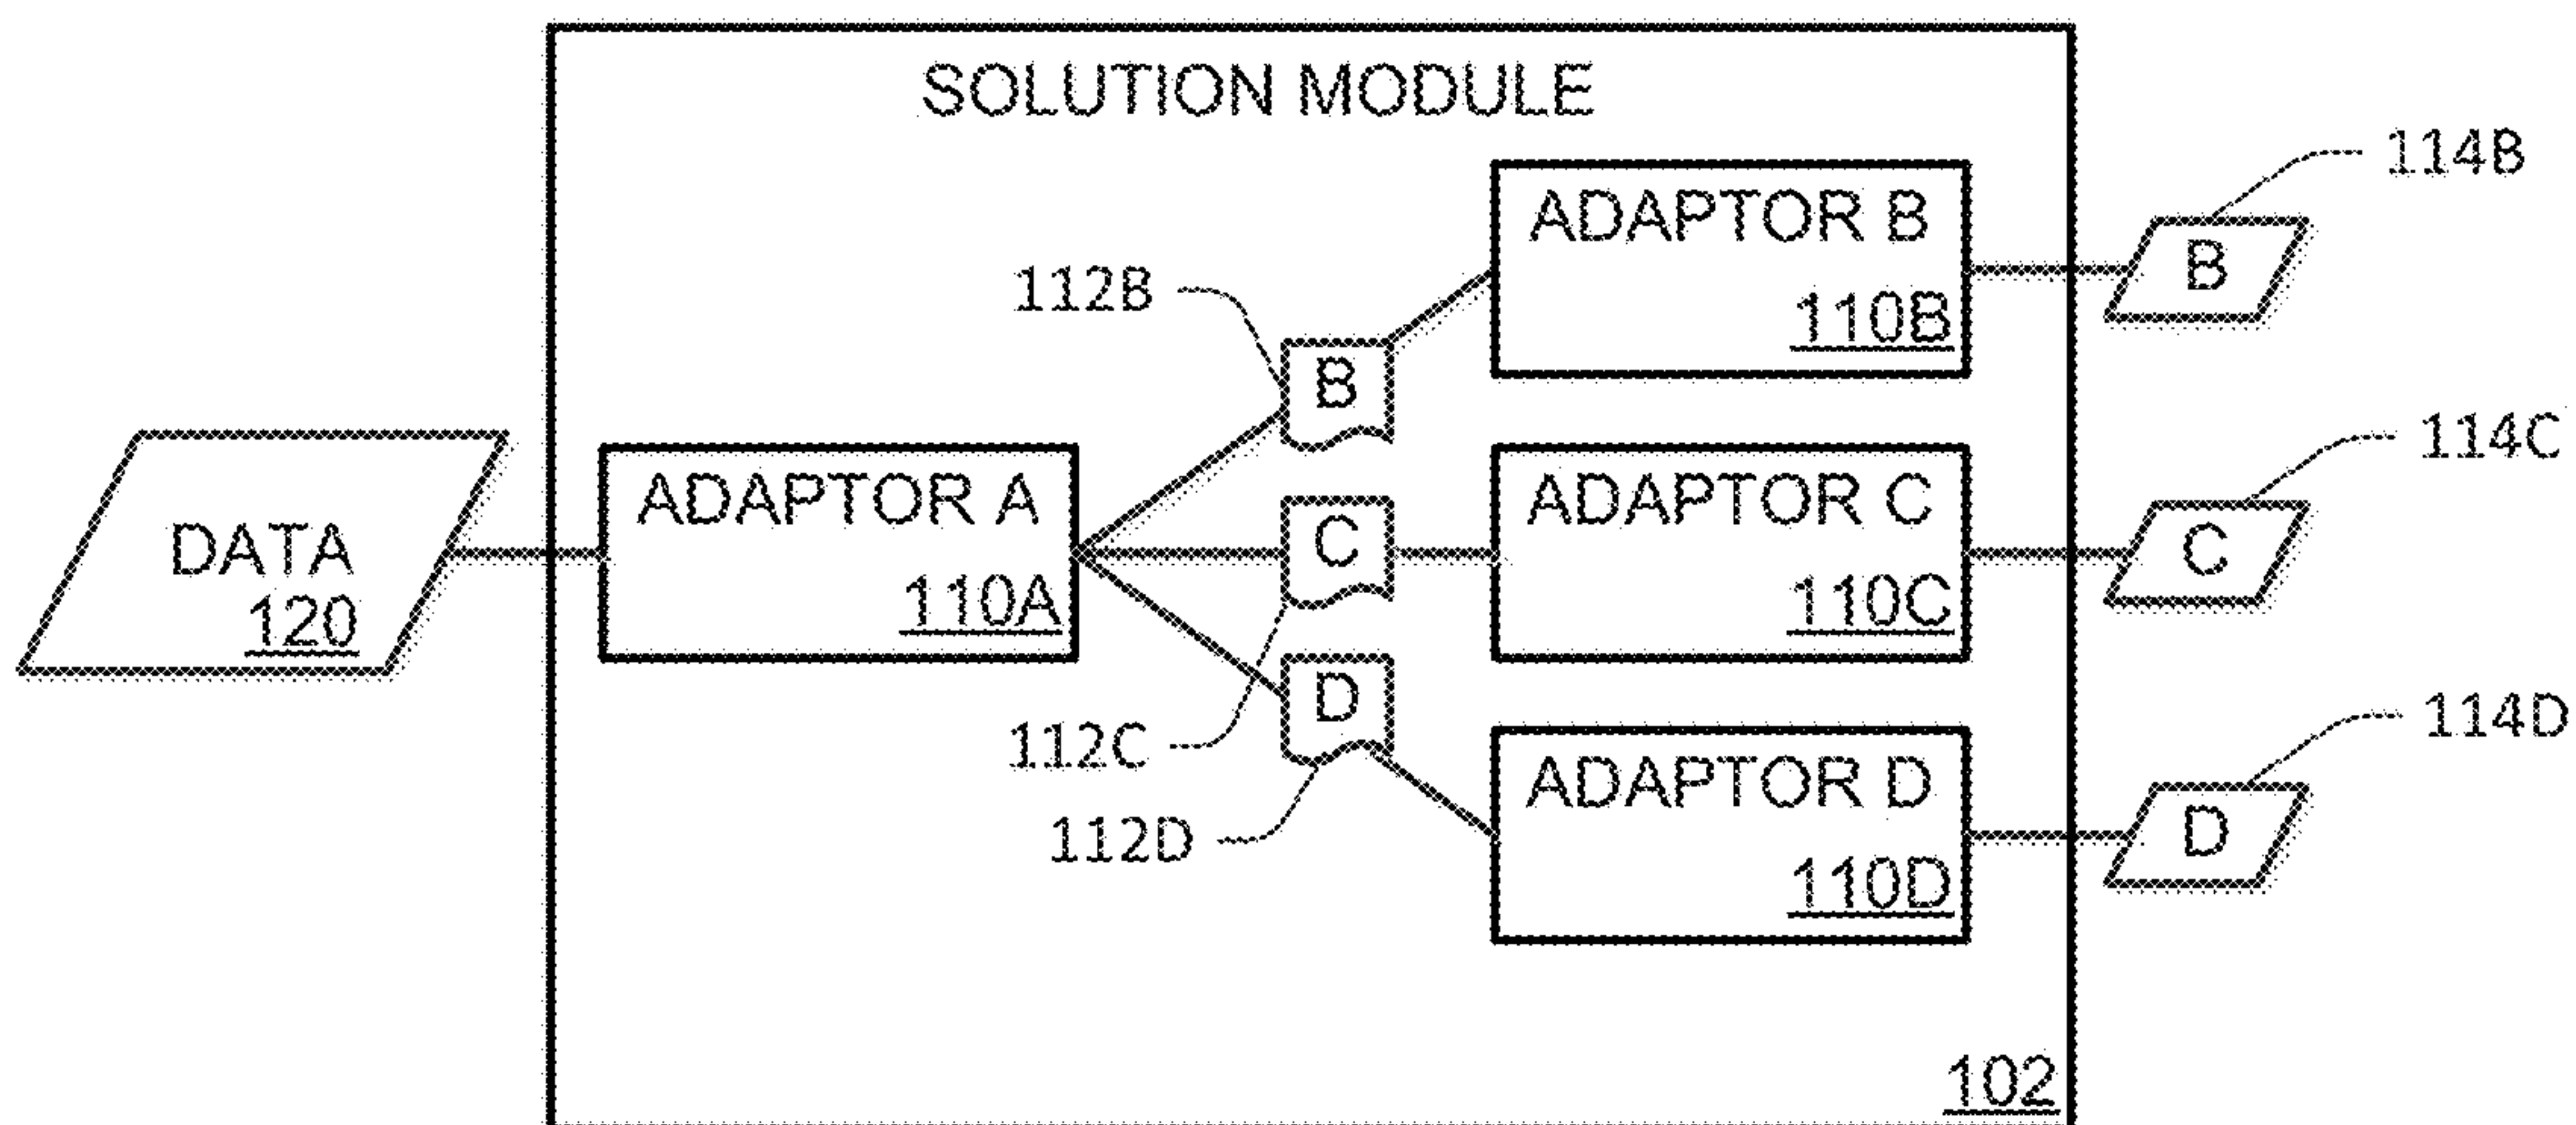 SOLUTION MODULE
114B
ADAPTOR B
110B
B
112B
B
114C
ADAPTOR A
110A
ADAPTOR C
110C
C
C
DATA
120
D
114D
112C
ADAPTOR D
110D
D
112D
102